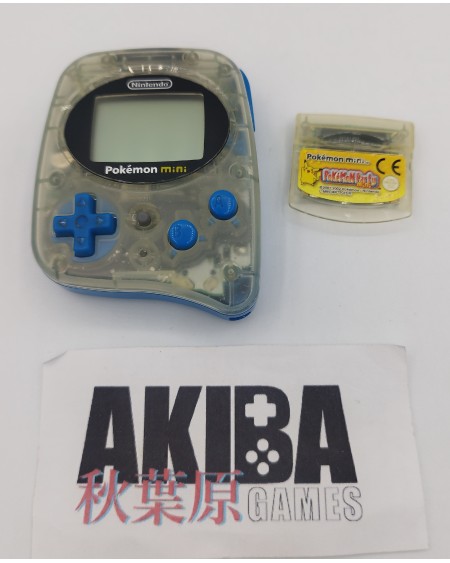 Nintendo
Pokémon mini
Pokémon mini
CE
AKIBA
秋葉原
GAMES